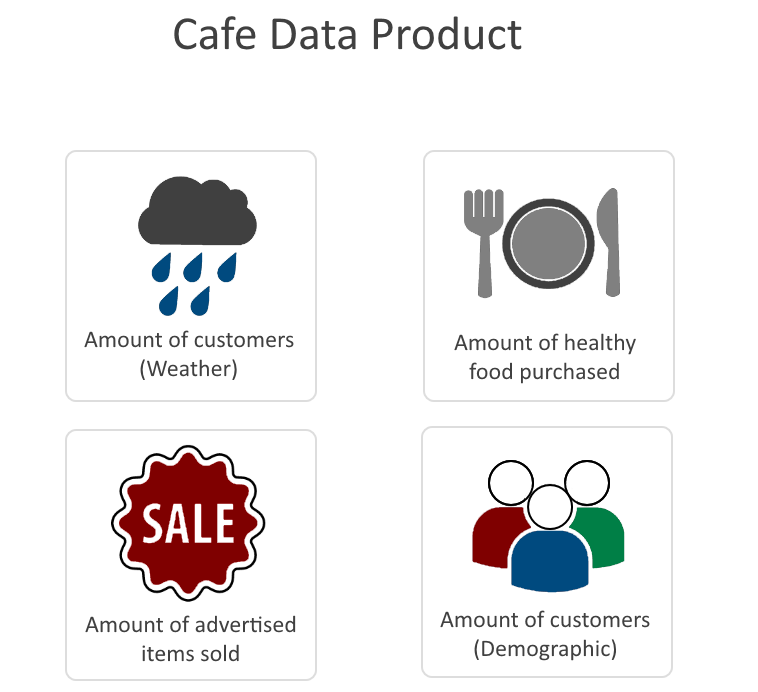 Cafe Data Product
Amount of customers
(Weather)
Amount of healthy
food purchased
SALE
Amount of advertised
items sold
Amount of customers
(Demographic)